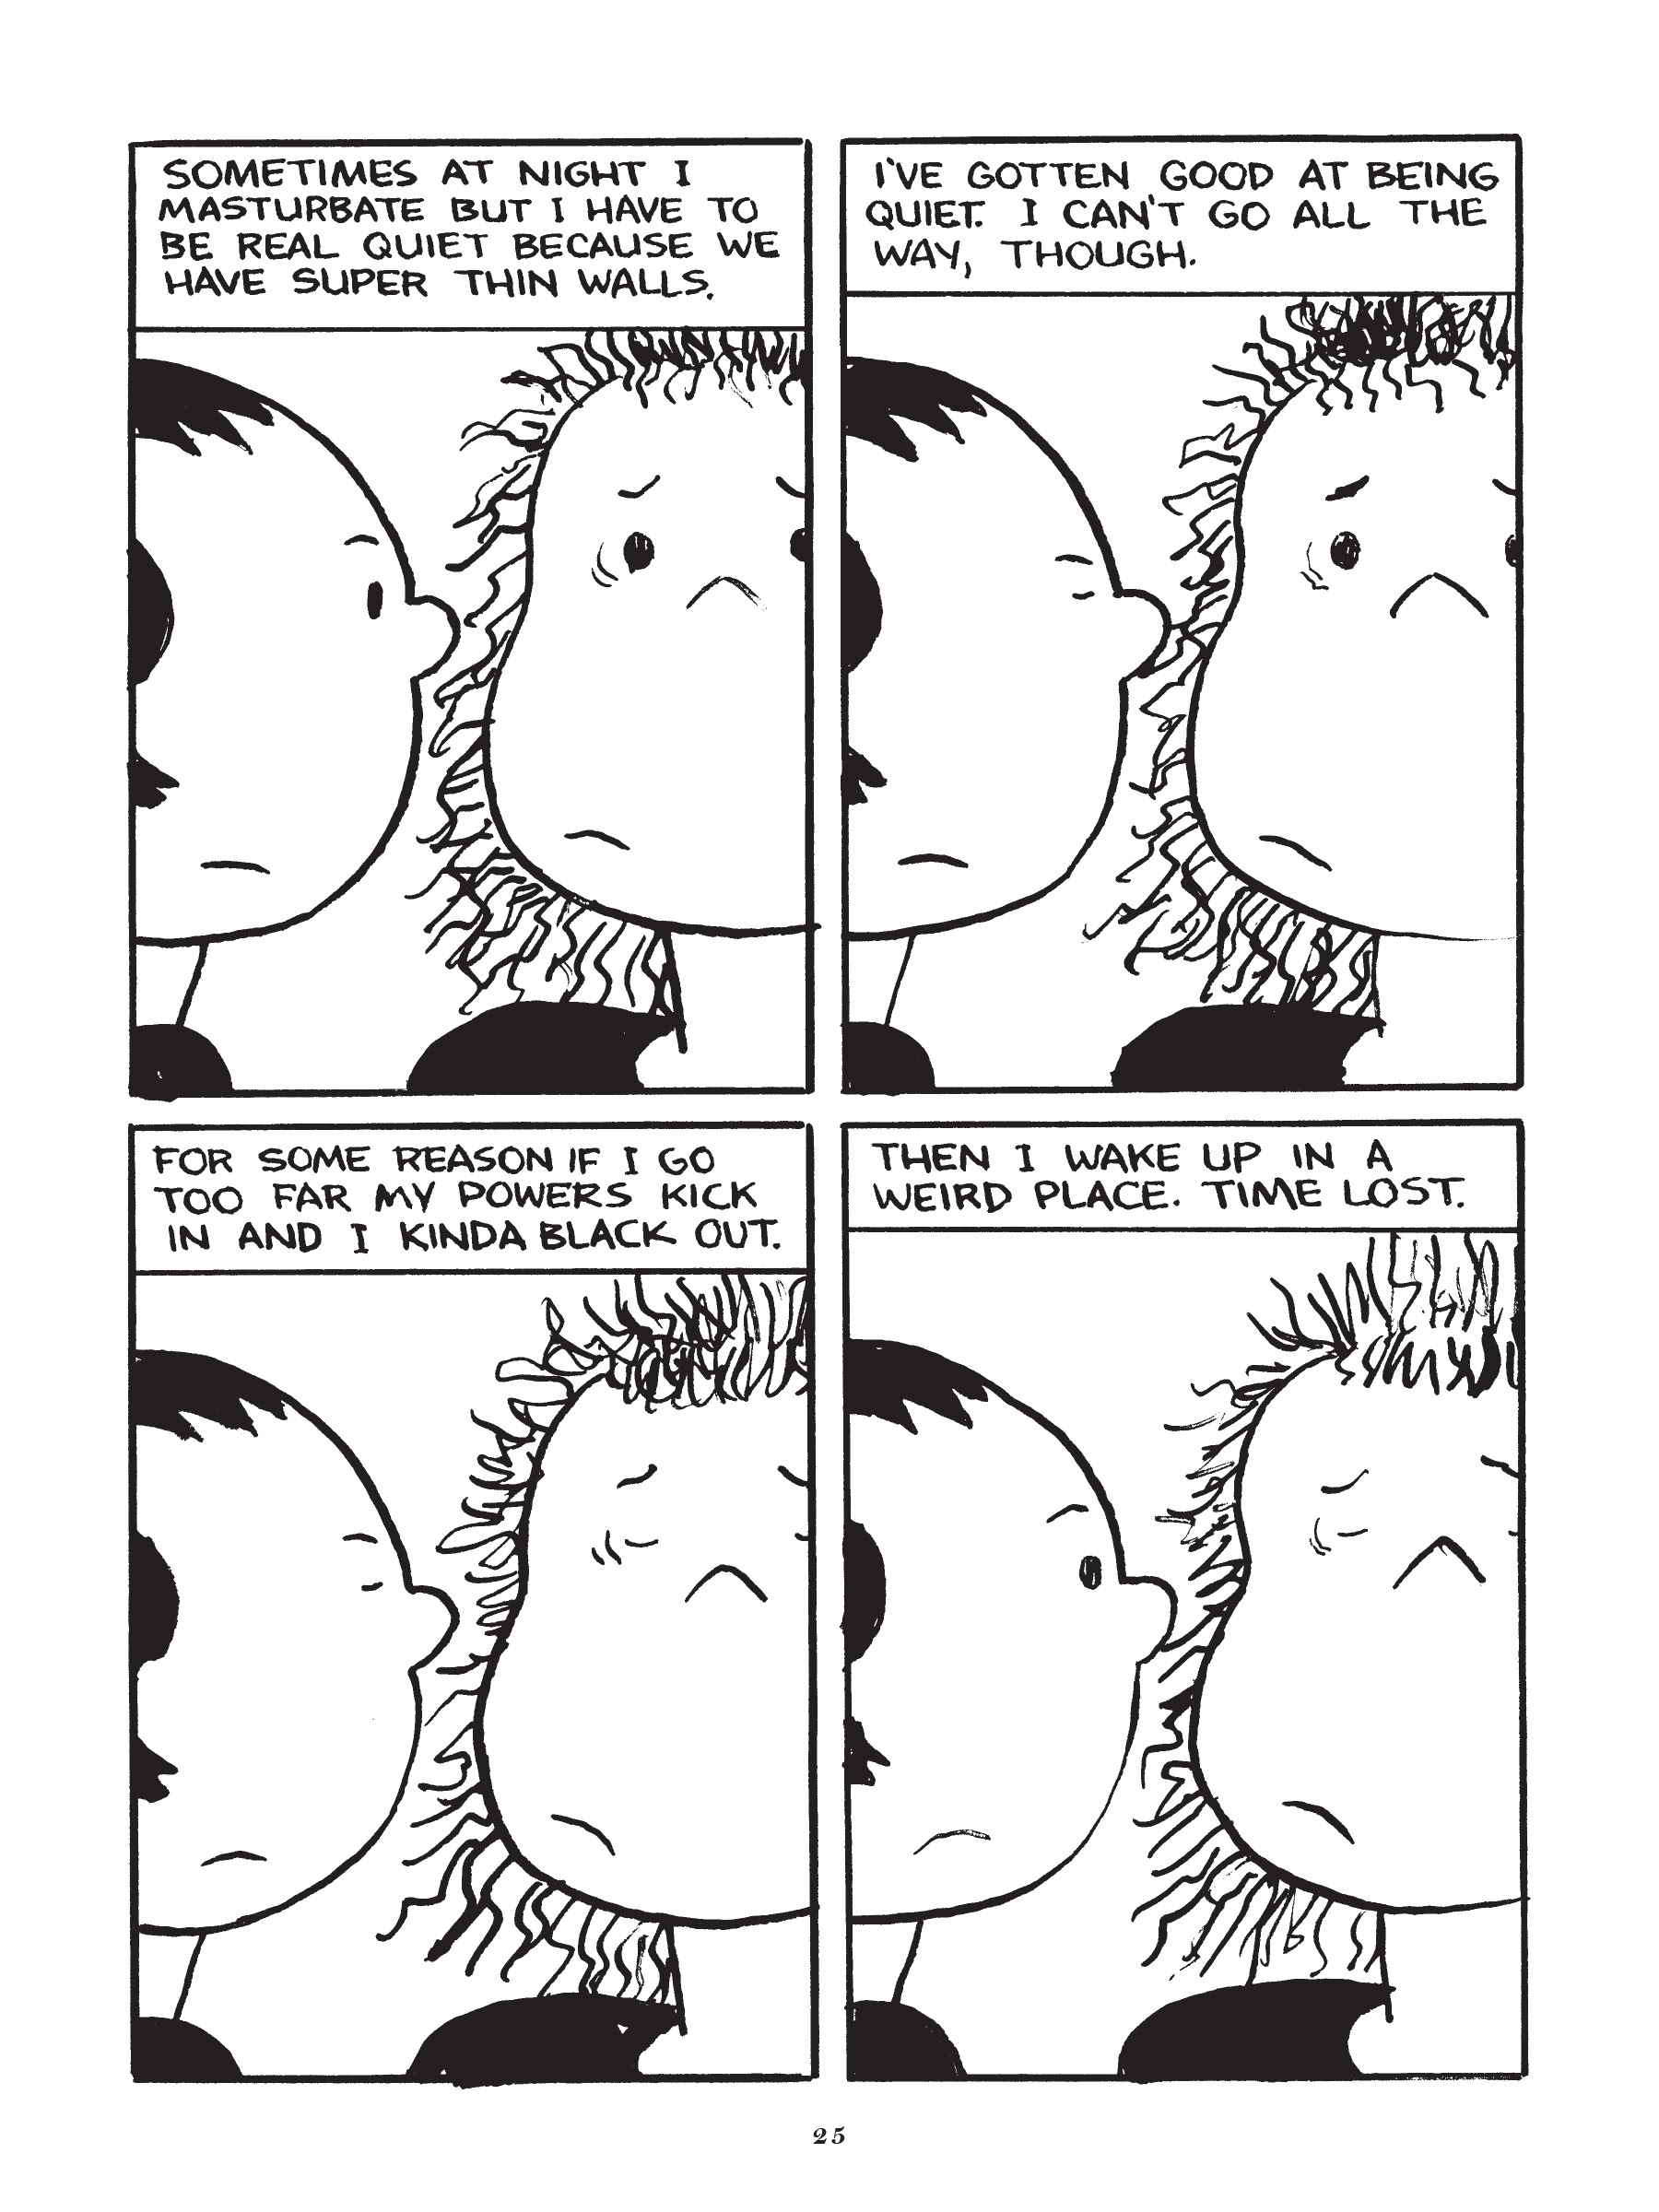 SOMETIMES AT NIGHT I
MASTURBATE BUT I HAVE TO
BE REAL QUIET BECAUSE WE
HAVE SUPER THIN WALLS.
I'VE GOTTEN GOOD AT BEING
QUIET. I CAN'T GO ALL THE
WAY, THOUGH.
FOR SOME REASON IF I GO
TOO FAR MY POWERS KICK
IN AND I KINDA BLACK OUT.
THEN I WAKE UP IN A
WEIRD PLACE. TIME LOST.
25